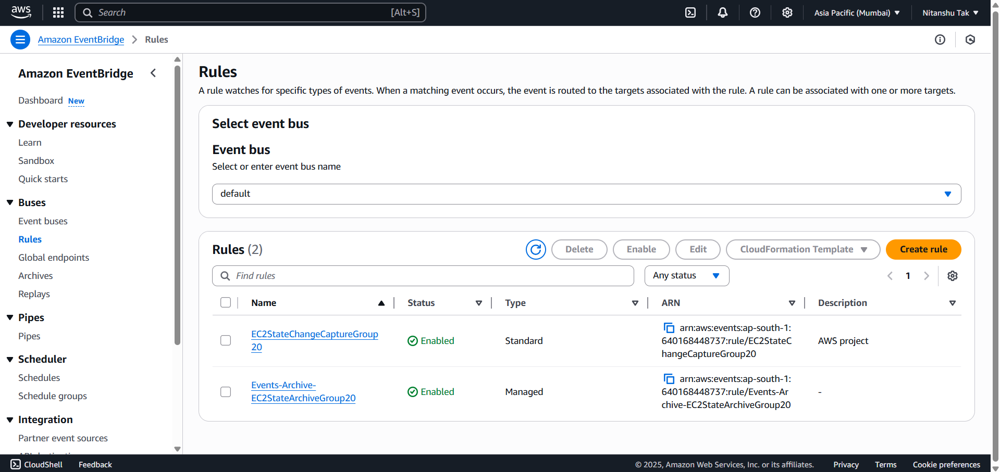 aws
Search [Alt+S]
Asia Pacific (Mumbai)
Nitanshu Tak
Amazon EventBridge
Rules
Amazon EventBridge
Dashboard New
Developer resources
Learn
Sandbox
Quick starts
Buses
Event buses
Rules
Global endpoints
Archives
Replays
Pipes
Pipes
Scheduler
Schedules
Schedule groups
Integration
Partner event sources
Rules
A rule watches for specific types of events. When a matching event occurs, the event is routed to the targets associated with the rule. A rule can be associated with one or more targets.
Select event bus
Event bus
Select or enter event bus name
default
Rules (2)
Delete
Enable
Edit
CloudFormation Template
Create rule
Find rules
Any status
1
Name Status Type ARN Description
EC2StateChangeCaptureGroup
20
Enabled
Standard
arn:aws:events:ap-south-1:
640168448737:rule/EC2StateC
hangeCaptureGroup20
AWS project
Events-Archive-
EC2StateArchiveGroup20
Enabled
Managed
arn:aws:events:ap-south-1:
640168448737:rule/Events-Ar
chive-EC2StateArchiveGroup20
-
CloudShell
Feedback
© 2025, Amazon Web Services, Inc. or its affiliates.
Privacy
Terms
Cookie preferences